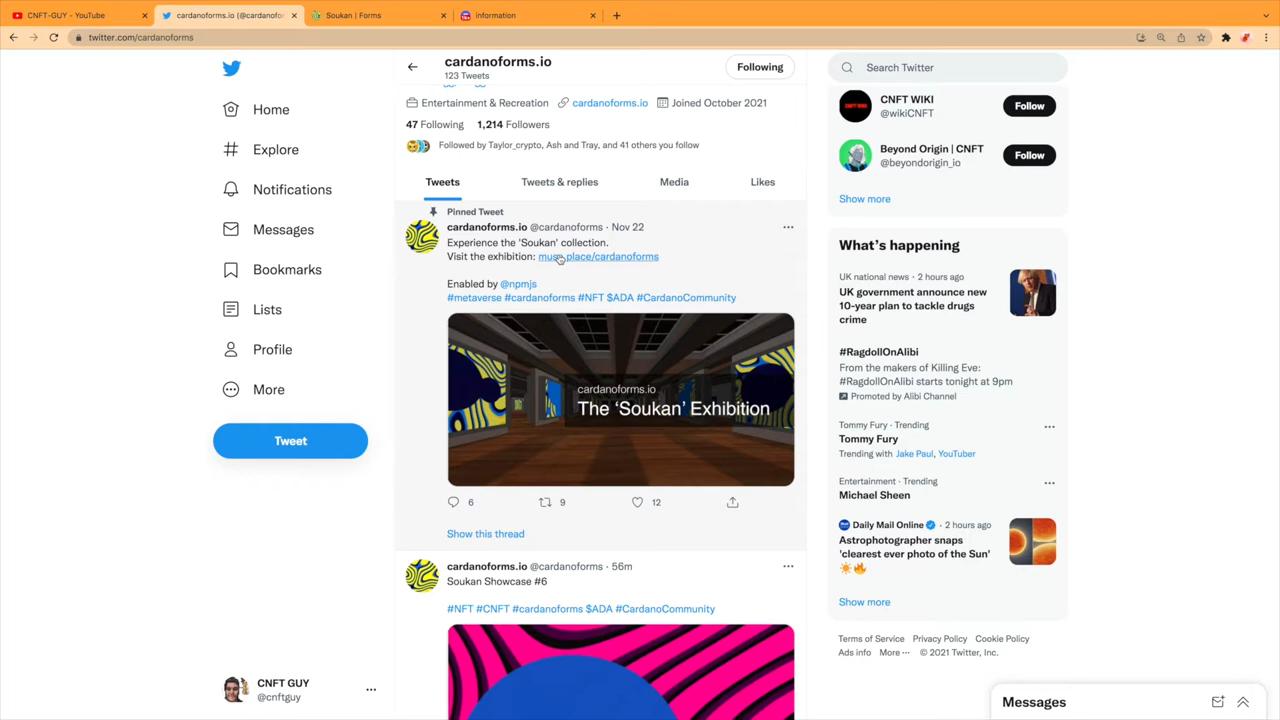 CNFT-GUY - YouTube
cardanoforms.io (@cardanofor
Soukan | Forms
information
twitter.com/cardanoforms
Home
Explore
Notifications
Messages
Bookmarks
Lists
Profile
More
Tweet
CNFT GUY
@cnftguy
cardanoforms.io
123 Tweets
Following
Entertainment & Recreation cardanoforms.io Joined October 2021
47 Following 1,214 Followers
Followed by Taylor_crypto, Ash and Tray, and 41 others you follow
Tweets Tweets & replies Media Likes
Pinned Tweet
cardanoforms.io @cardanoforms · Nov 22
Experience the 'Soukan' collection.
Visit the exhibition: place/cardanoforms
Enabled by @npmjs
#metaverse #cardanoforms #NFT $ADA #CardanoCommunity
cardanoforms.io
The 'Soukan' Exhibition
6 9 12
Show this thread
cardanoforms.io @cardanoforms · 56m
Soukan Showcase #6
#NFT #CNFT #cardanoforms $ADA #CardanoCommunity
Search Twitter
CNFT WIKI
CNFT WIKI
@wikiCNFT
Follow
Beyond Origin | CNFT
@beyondorigin_io
Follow
Show more
What's happening
UK national news · 2 hours ago
UK government announce new
10-year plan to tackle drugs
crime
#RagdollOnAlibi
From the makers of Killing Eve:
#RagdollOnAlibi starts tonight at 9pm
Promoted by Alibi Channel
Tommy Fury · Trending
Tommy Fury
Trending with Jake Paul, YouTuber
Entertainment · Trending
Michael Sheen
Daily Mail Online · 2 hours ago
Astrophotographer snaps
'clearest ever photo of the Sun'
Show more
Terms of Service Privacy Policy Cookie Policy
Ads info More ··· © 2021 Twitter, Inc.
Messages